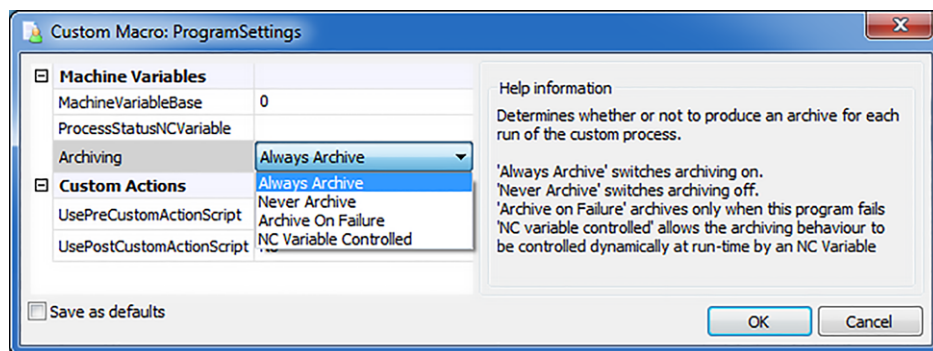 Custom Macro: ProgramSettings
Machine Variables
MachineVariableBase 0
ProcessStatusNCVariable
Archiving Always Archive
Always Archive
Custom Actions
Never Archive
UsePreCustomActionScript Archive On Failure
UsePostCustomActionScript NC Variable Controlled
Help information
Determines whether or not to produce an archive for each
run of the custom process.
'Always Archive' switches archiving on.
'Never Archive' switches archiving off.
'Archive on Failure' archives only when this program fails
'NC variable controlled' allows the archiving behaviour to
be controlled dynamically at run-time by an NC Variable
Save as defaults
OK Cancel